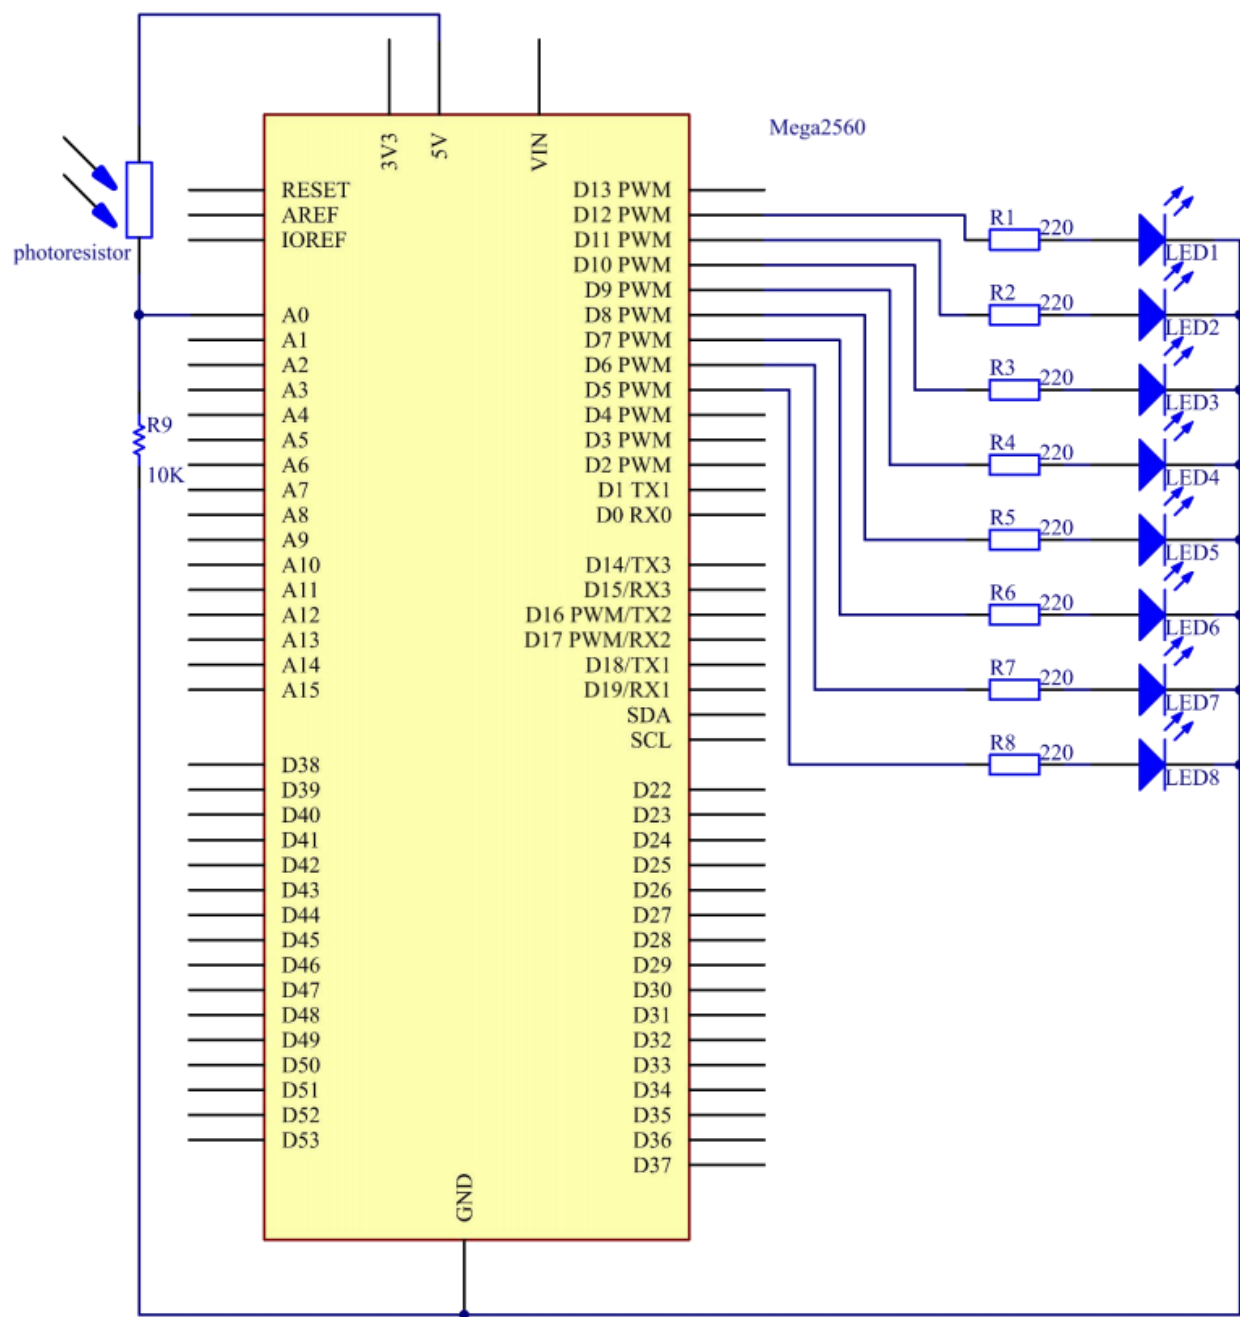 Mega2560
3V3
5V
VIN
photoresistor
R9
10K
RESET
AREF
IOREF
A0
A1
A2
A3
A4
A5
A6
A7
A8
A9
A10
A11
A12
A13
A14
A15
D38
D39
D40
D41
D42
D43
D44
D45
D46
D47
D48
D49
D50
D51
D52
D53
D13 PWM
D12 PWM
D11 PWM
D10 PWM
D9 PWM
D8 PWM
D7 PWM
D6 PWM
D5 PWM
D4 PWM
D3 PWM
D2 PWM
D1 TX1
D0 RX0
D14/TX3
D15/RX3
D16 PWM/TX2
D17 PWM/RX2
D18/TX1
D19/RX1
SDA
SCL
D22
D23
D24
D25
D26
D27
D28
D29
D30
D31
D32
D33
D34
D35
D36
D37
GND
R1 220 LED1
R2 220 LED2
R3 220 LED3
R4 220 LED4
R5 220 LED5
R6 220 LED6
R7 220 LED7
R8 220 LED8